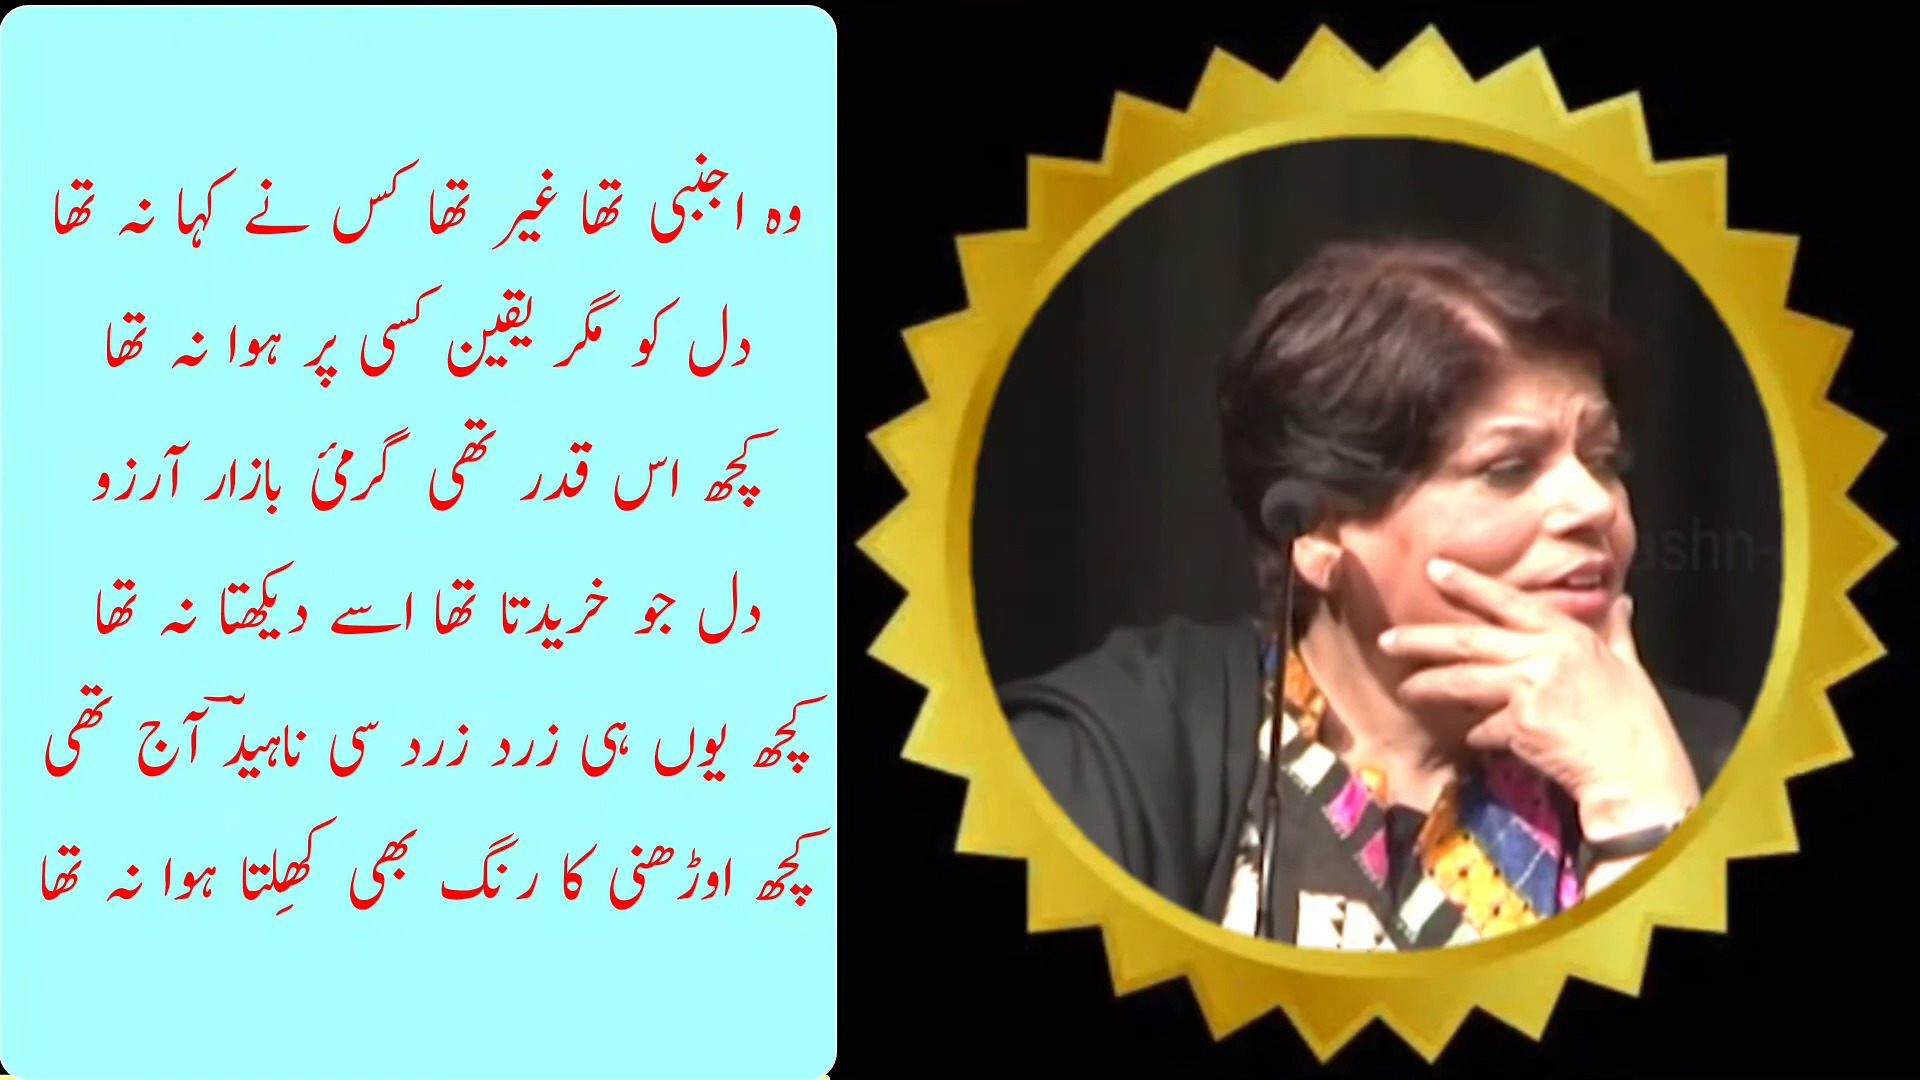 وہ اجنبی تھا غیر تھا کس نے کہا نہ تھا
دل کو مگر یقین کسی پر ہوا نہ تھا
کچھ اس قدر تھی گرمئ بازار آرزو
دل جو خریدتا تھا اسے دیکھتا نہ تھا
کچھ یوں ہی زرد زرد سی ناہیدؔ آج تھی
کچھ اوڑھنی کا رنگ بھی کھِلتا ہوا نہ تھا
ashn-